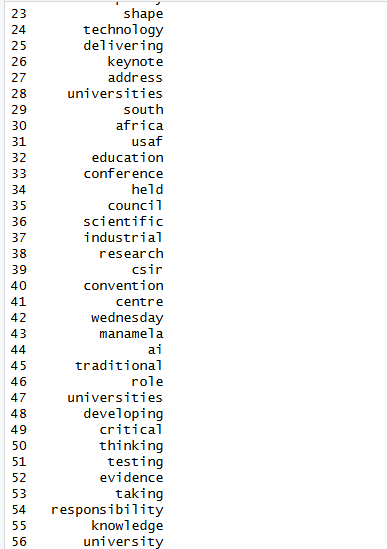 23 shape
24 technology
25 delivering
26 keynote
27 address
28 universities
29 south
30 africa
31 usaf
32 education
33 conference
34 held
35 council
36 scientific
37 industrial
38 research
39 csir
40 convention
41 centre
42 wednesday
43 manamela
44 ai
45 traditional
46 role
47 universities
48 developing
49 critical
50 thinking
51 testing
52 evidence
53 taking
54 responsibility
55 knowledge
56 university